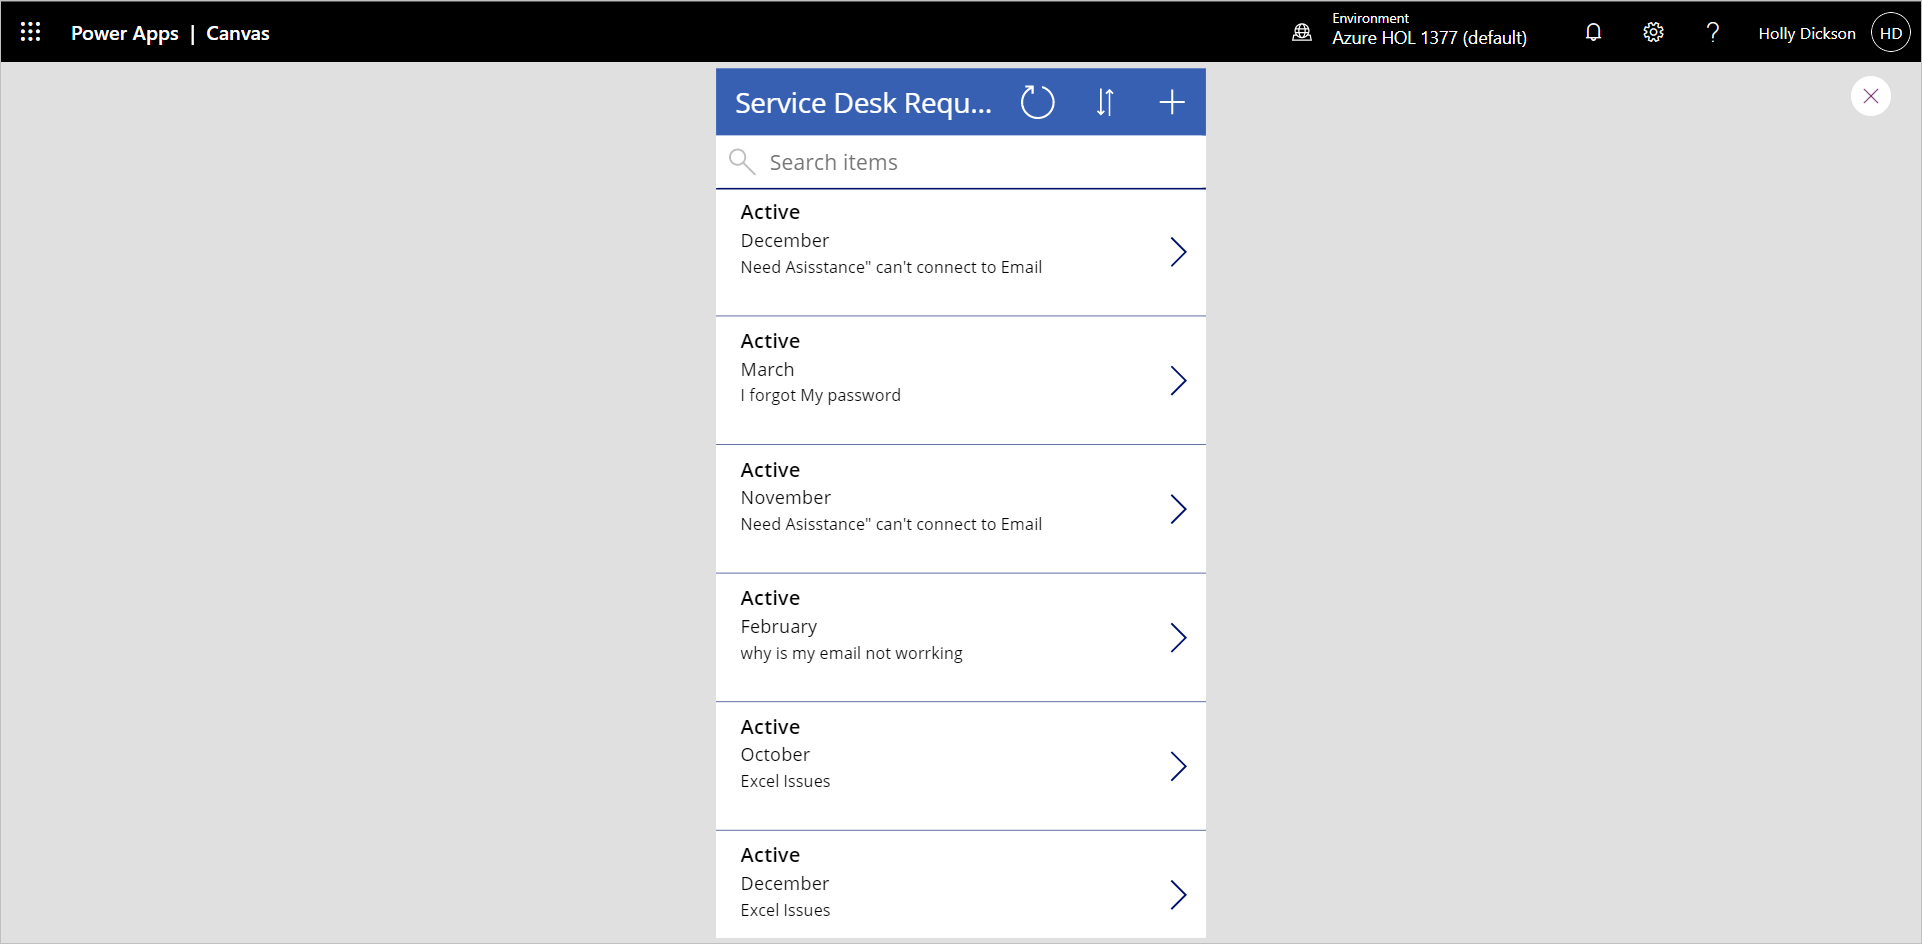 Power Apps | Canvas
Environment
Azure HOL 1377 (default)
?
Holly Dickson
HD
Service Desk Requ...
Search items
Active
December
Need Asisstance" can't connect to Email
Active
March
I forgot My password
Active
November
Need Asisstance" can't connect to Email
Active
February
why is my email not worrking
Active
October
Excel Issues
Active
December
Excel Issues